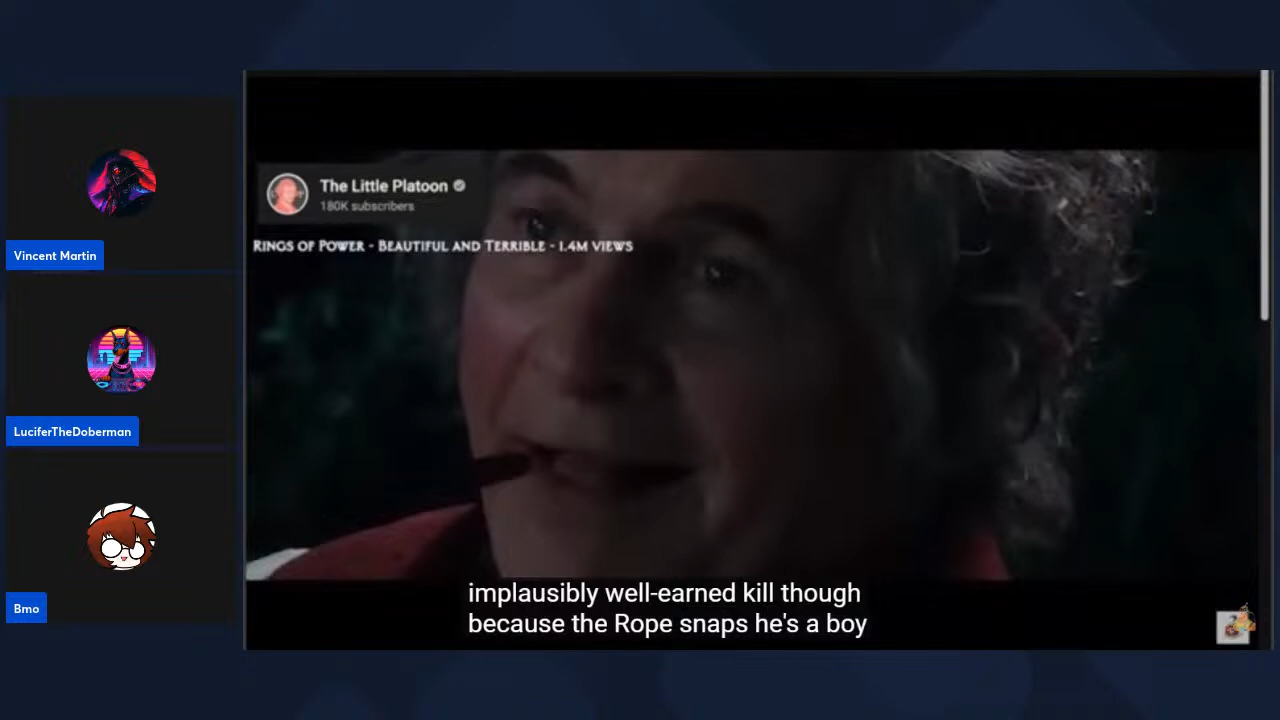 The Little Platoon
180K subscribers
Rings of Power - Beautiful and Terrible - 1.4M views
Vincent Martin
LuciferTheDoberman
Bmo
implausibly well-earned kill though
because the Rope snaps he's a boy